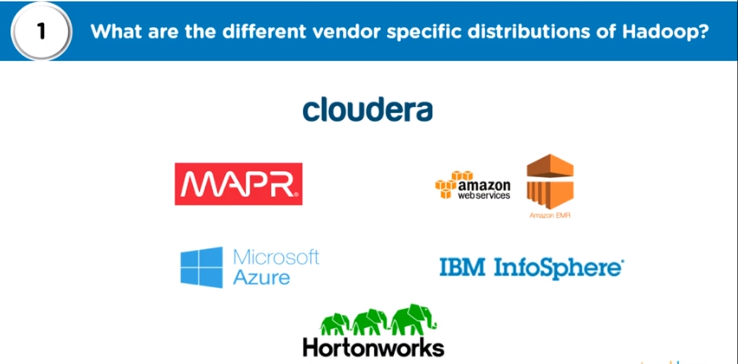 1
What are the different vendor specific distributions of Hadoop?
cloudera
MAPR®
amazon
webservices
Amazon EMR
Microsoft
Azure
IBM InfoSphere®
Hortonworks